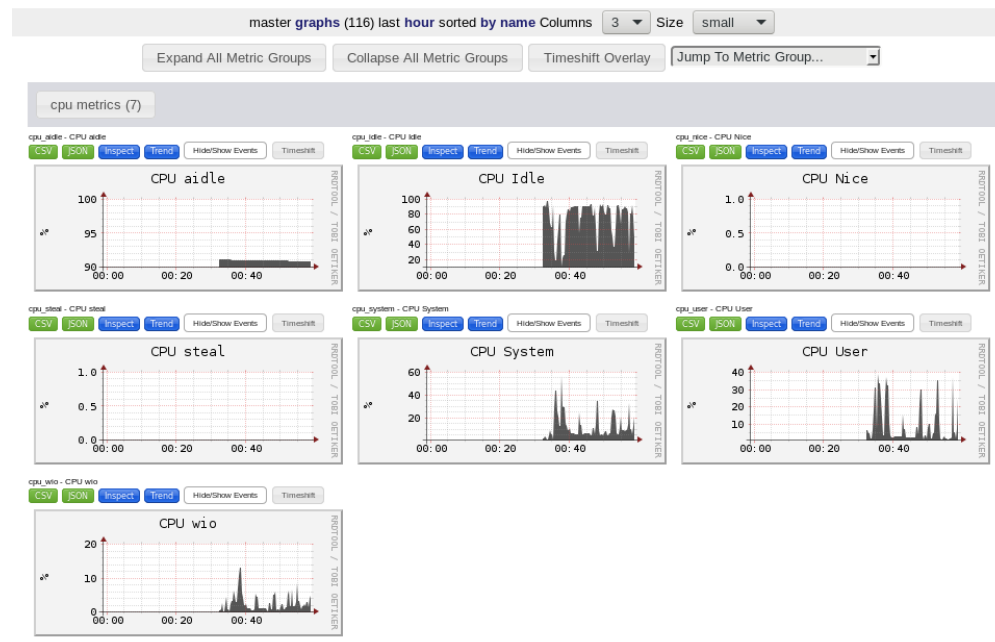 master graphs (116) last hour sorted by name Columns 3 Size small
Expand All Metric Groups Collapse All Metric Groups Timeshift Overlay Jump To Metric Group...
cpu metrics (7)
cpu_aidle - CPU aidle
CSV JSON Inspect Trend Hide/Show Events Timeshift
CPU aidle
RRDTOOL / TOBI OETIKER
%
100
95
90
00:00 00:20 00:40
cpu_idle - CPU Idle
CSV JSON Inspect Trend Hide/Show Events Timeshift
CPU Idle
RRDTOOL / TOBI OETIKER
%
100
80
60
40
20
00:00 00:20 00:40
cpu_nice - CPU Nice
CSV JSON Inspect Trend Hide/Show Events Timeshift
CPU Nice
RRDTOOL / TOBI OETIKER
%
1.0
0.5
0.0
00:00 00:20 00:40
cpu_steal - CPU steal
CSV JSON Inspect Trend Hide/Show Events Timeshift
CPU steal
RRDTOOL / TOBI OETIKER
%
1.0
0.5
0.0
00:00 00:20 00:40
cpu_system - CPU System
CSV JSON Inspect Trend Hide/Show Events Timeshift
CPU System
RRDTOOL / TOBI OETIKER
%
60
40
20
00:00 00:20 00:40
cpu_user - CPU User
CSV JSON Inspect Trend Hide/Show Events Timeshift
CPU User
RRDTOOL / TOBI OETIKER
%
40
30
20
10
00:00 00:20 00:40
cpu_wio - CPU wio
CSV JSON Inspect Trend Hide/Show Events Timeshift
CPU wio
RRDTOOL / TOBI OETIKER
%
20
10
0
00:00 00:20 00:40